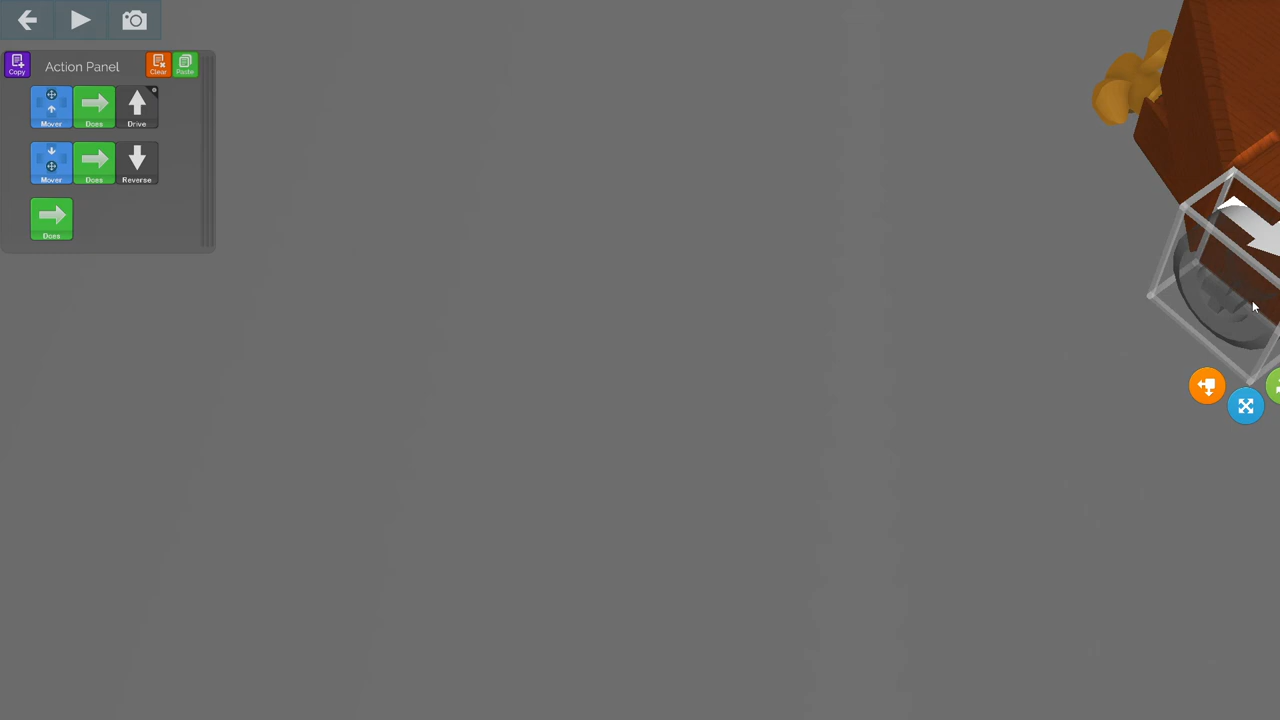 Copy Action Panel Clear Paste
Mover Does Drive
Mover Does Reverse
Does